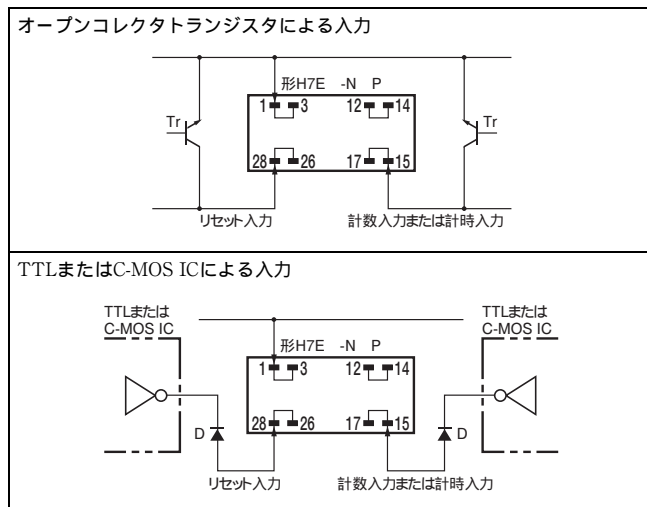 オープンコレクタトランジスタによる入力
形H7E -N P
1 3 12 14
Tr Tr
28 26 17 15
リセット入力 計数入力または計時入力
TTLまたはC-MOS ICによる入力
TTLまたは TTLまたは
C-MOS IC C-MOS IC
形H7E -N P
1 3 12 14
28 26 17 15
D D
リセット入力 計数入力または計時入力